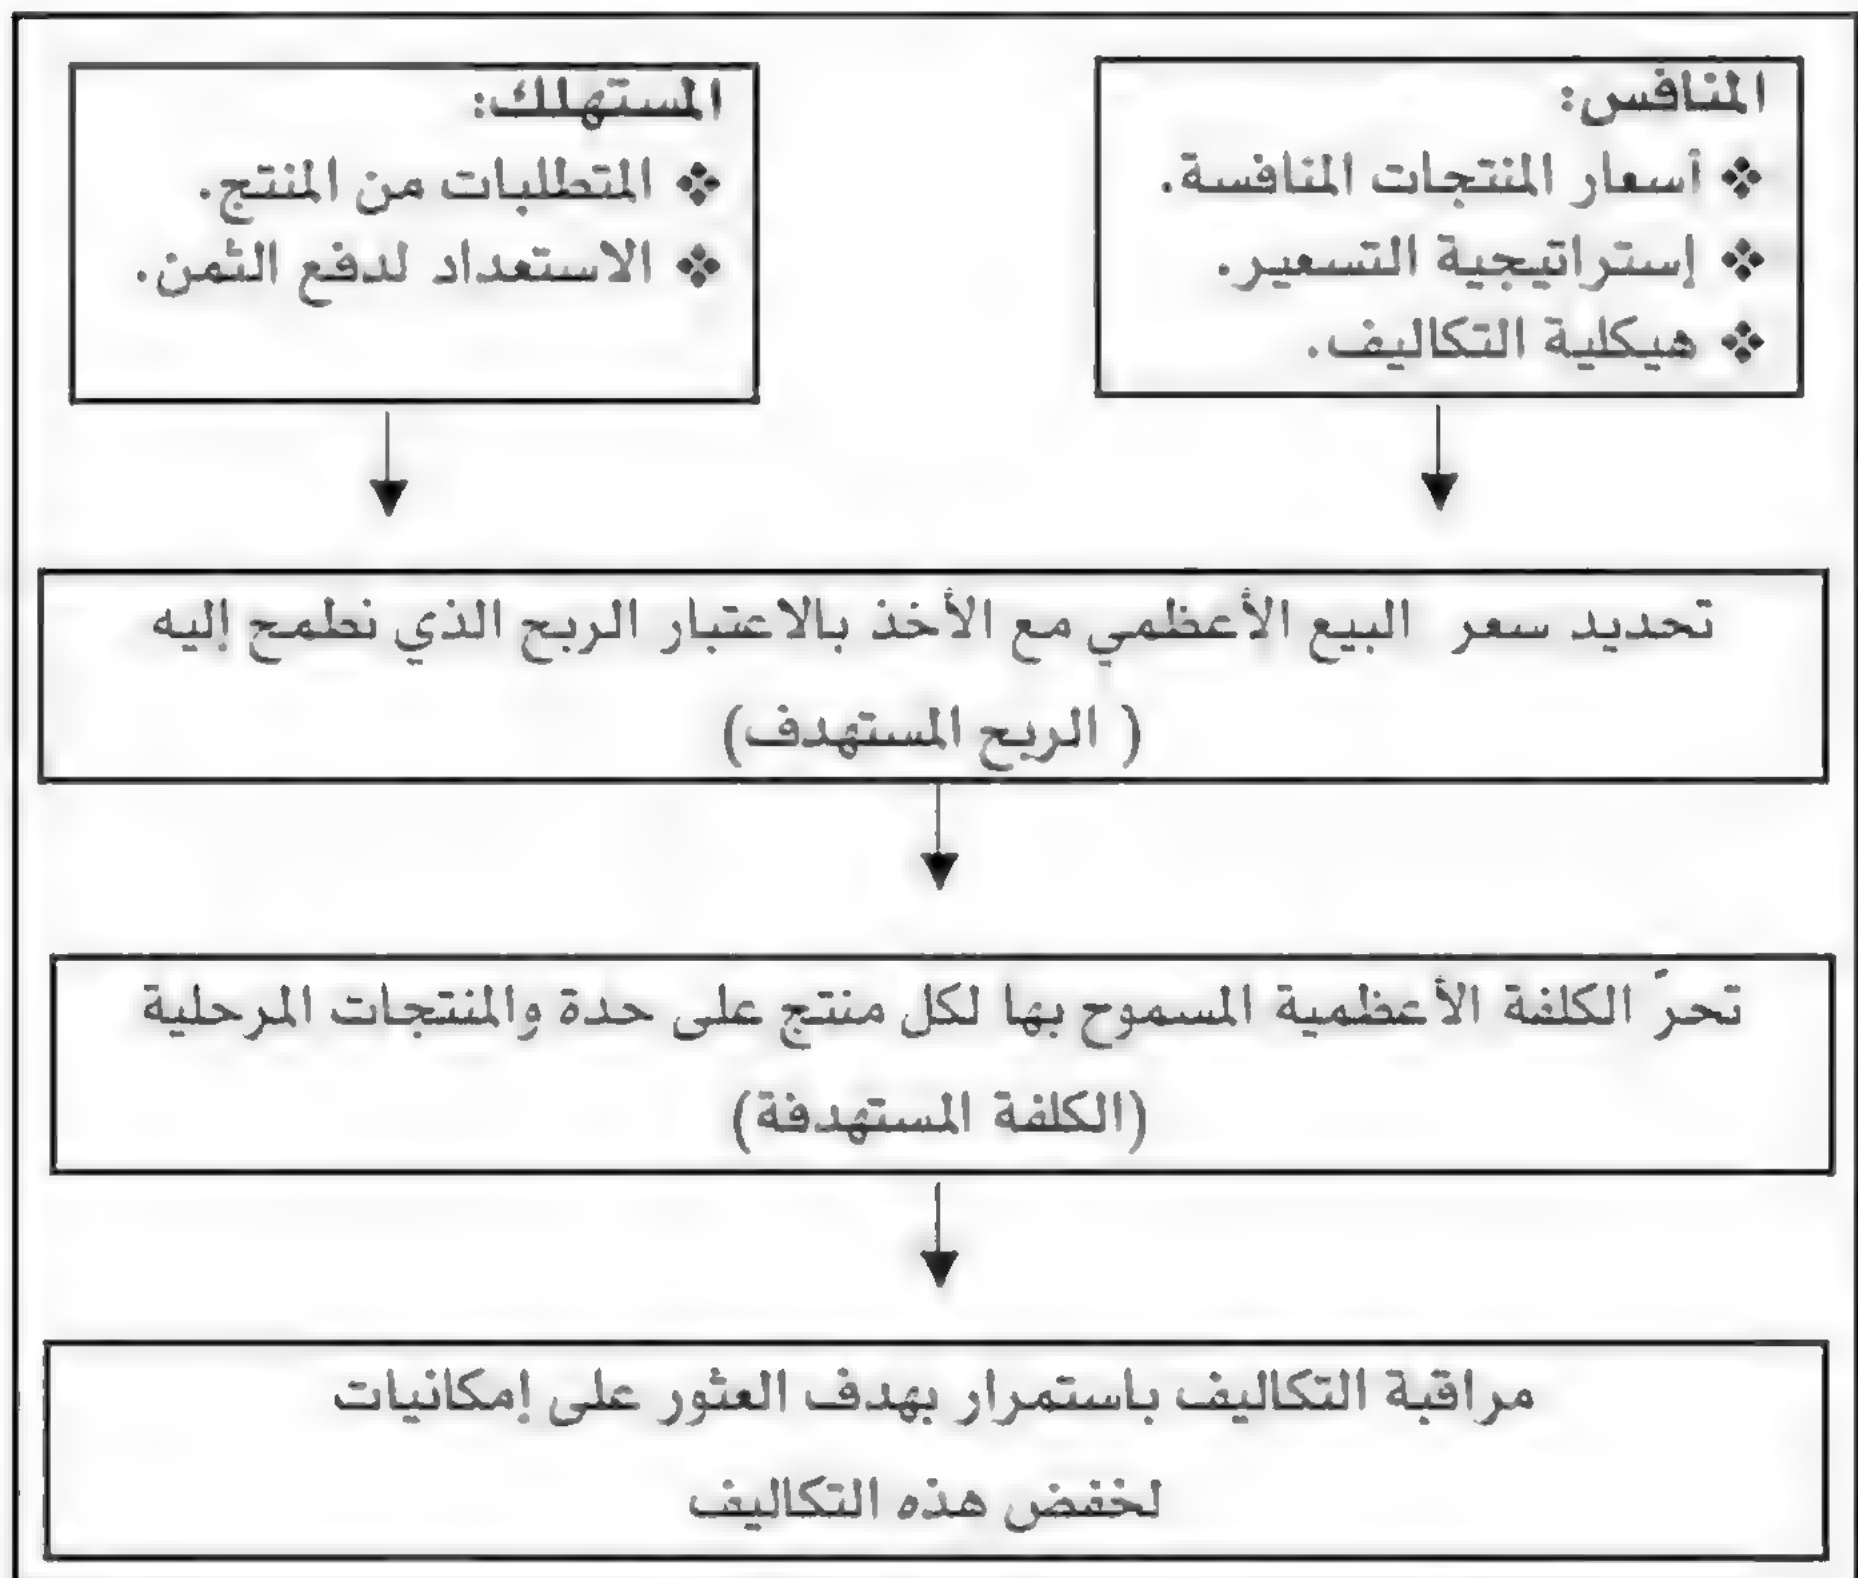 المنافس:
❖ أسعار المنتجات المنافسة.
❖ إستراتيجية التسعير.
❖ هيكلية التكاليف.
المستهلك:
❖ المتطلبات من المنتج.
❖ الاستعداد لدفع الثمن.
تحديد سعر البيع الأعظمي مع الأخذ بالاعتبار الربح الذي نطمح إليه
( الربح المستهدف)
تحرّ الكلفة الأعظمية المسموح بها لكل منتج على حدة والمنتجات المرحلية
(الكلفة المستهدفة)
مراقبة التكاليف باستمرار بهدف العثور على إمكانيات
لخفض هذه التكاليف